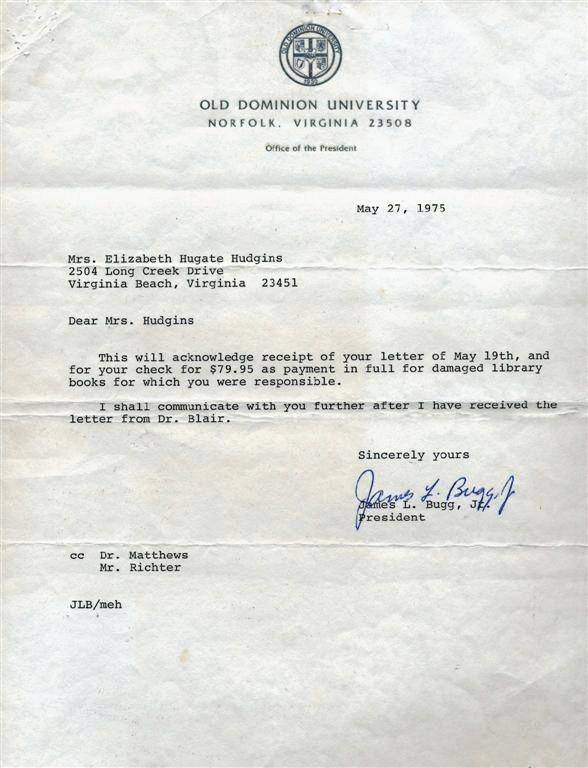 OLD DOMINION UNIVERSITY
1930
OLD DOMINION UNIVERSITY
NORFOLK, VIRGINIA 23508
Office of the President
May 27, 1975
Mrs. Elizabeth Hugate Hudgins
2504 Long Creek Drive
Virginia Beach, Virginia 23451
Dear Mrs. Hudgins
This will acknowledge receipt of your letter of May 19th, and
for your check for $79.95 as payment in full for damaged library
books for which you were responsible.
I shall communicate with you further after I have received the
letter from Dr. Blair.
Sincerely yours
James L. Bugg, Jr.
James L. Bugg, Jr.
President
cc Dr. Matthews
Mr. Richter
JLB/meh